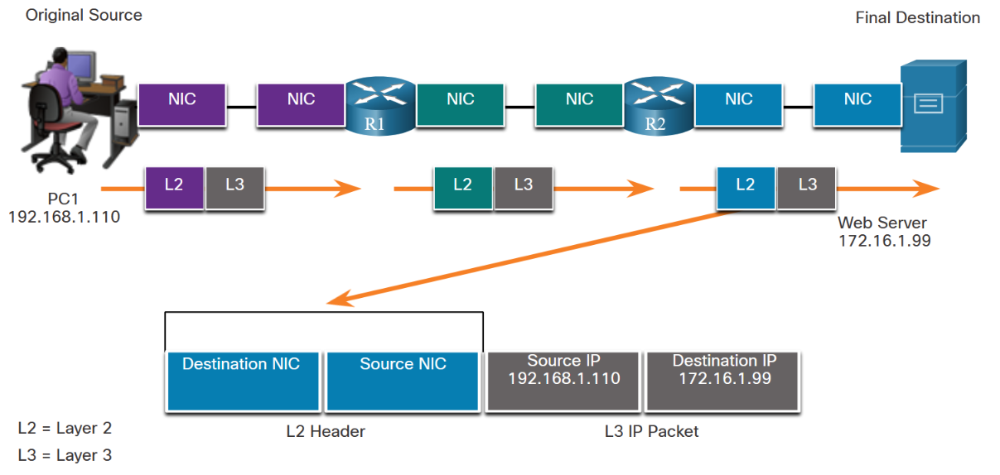 Original Source
Final Destination
NIC
NIC
NIC
NIC
NIC
NIC
R1
R2
L2
L3
L2
L3
L2
L3
PC1
192.168.1.110
Web Server
172.16.1.99
Destination NIC
Source NIC
Source IP
192.168.1.110
Destination IP
172.16.1.99
L2 = Layer 2
L2 Header
L3 IP Packet
L3 = Layer 3